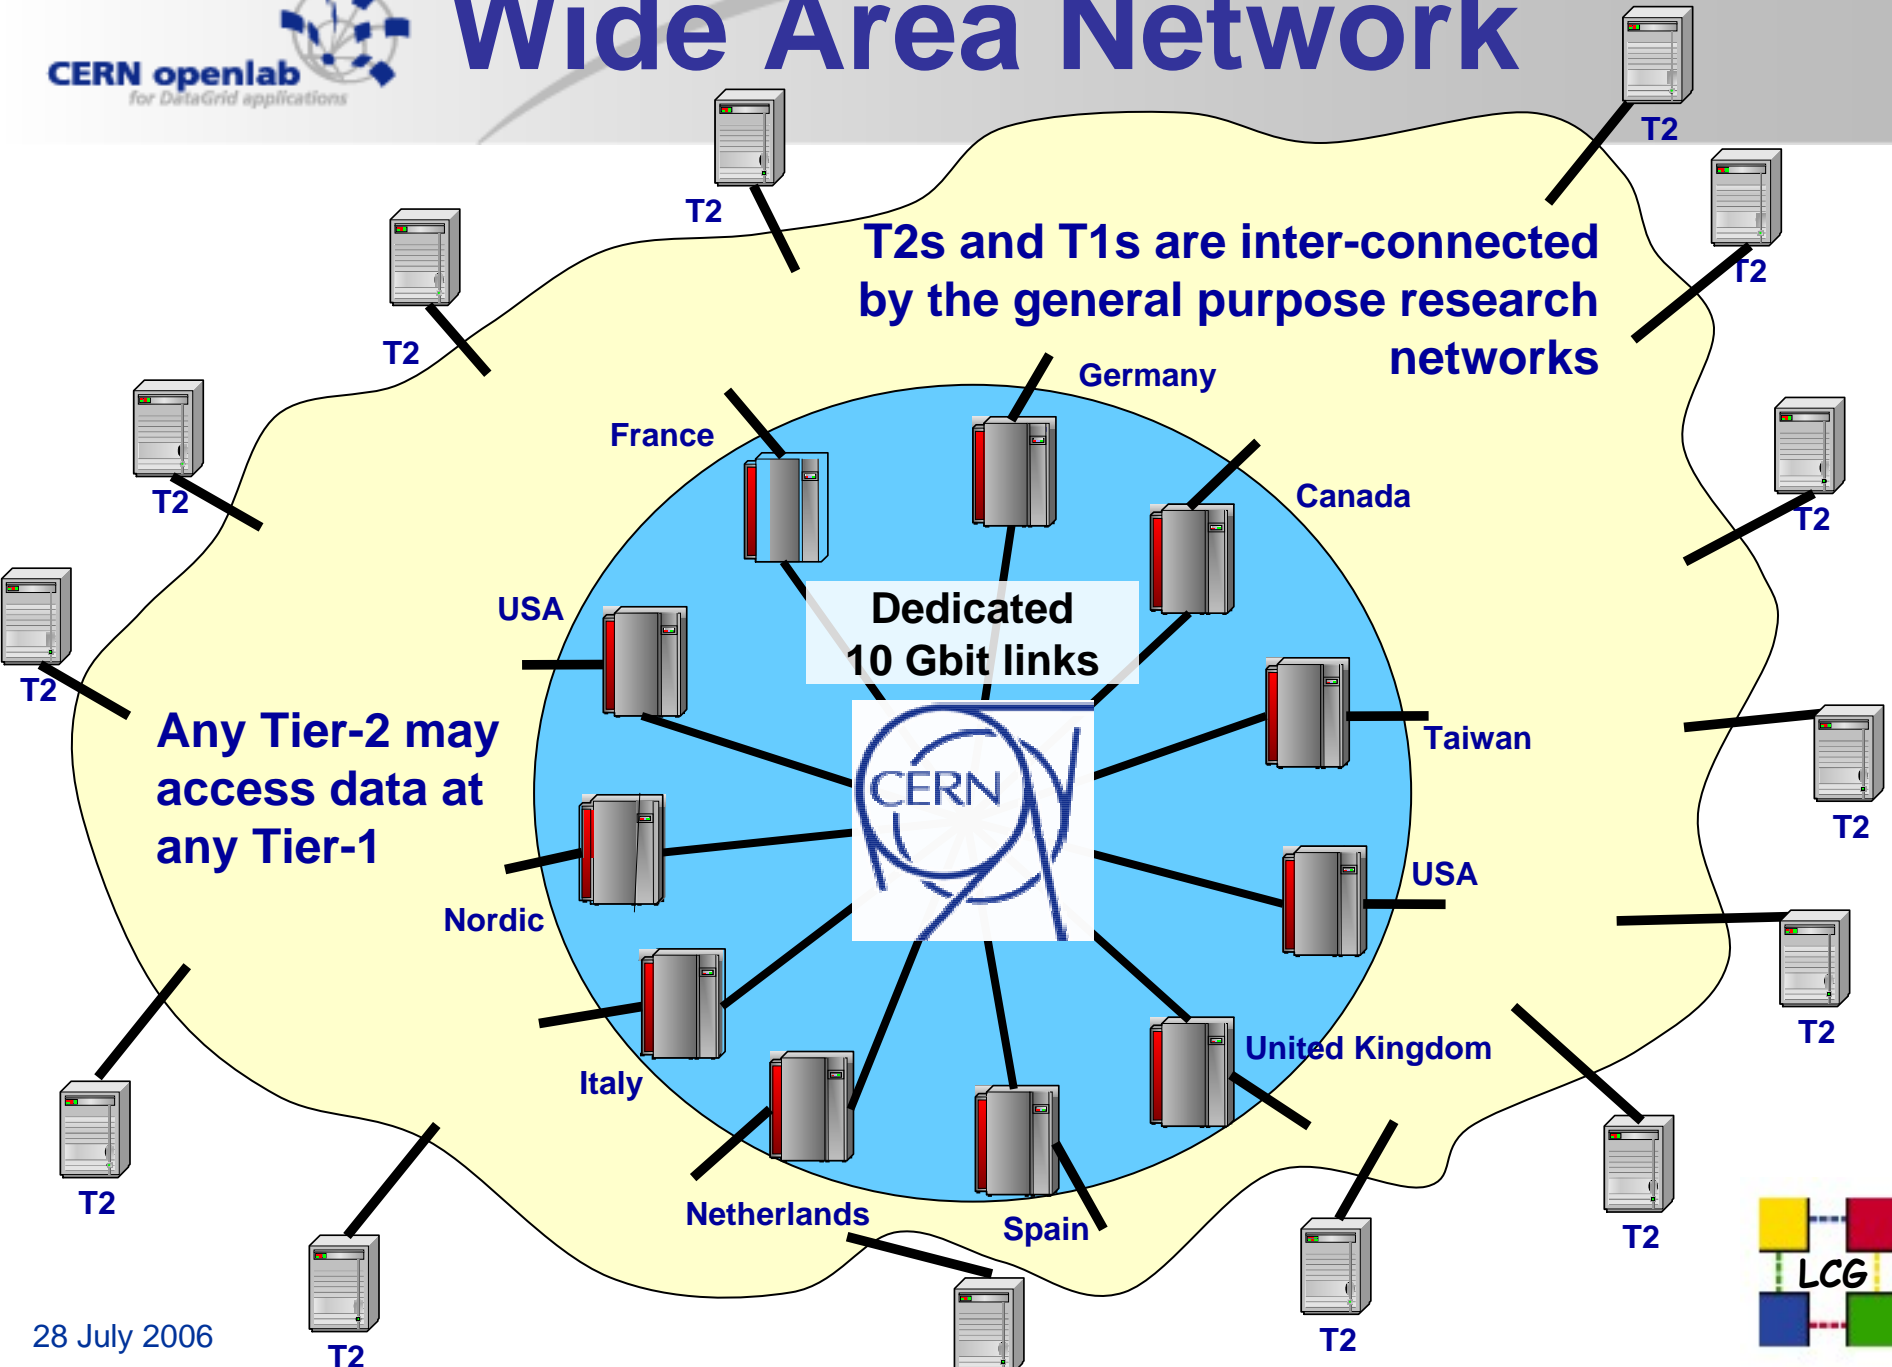 Wide Area Network
CERN openlab
for DataGrid applications
T2
T2
T2
T2
T2s and T1s are inter-connected
by the general purpose research
networks
T2
Germany
France
T2
Canada
T2
USA
Dedicated
10 Gbit links
T2
Any Tier-2 may
access data at
any Tier-1
Taiwan
CERN
T2
USA
Nordic
T2
United Kingdom
Italy
T2
Netherlands
Spain
T2
LCG
28 July 2006
T2
T2